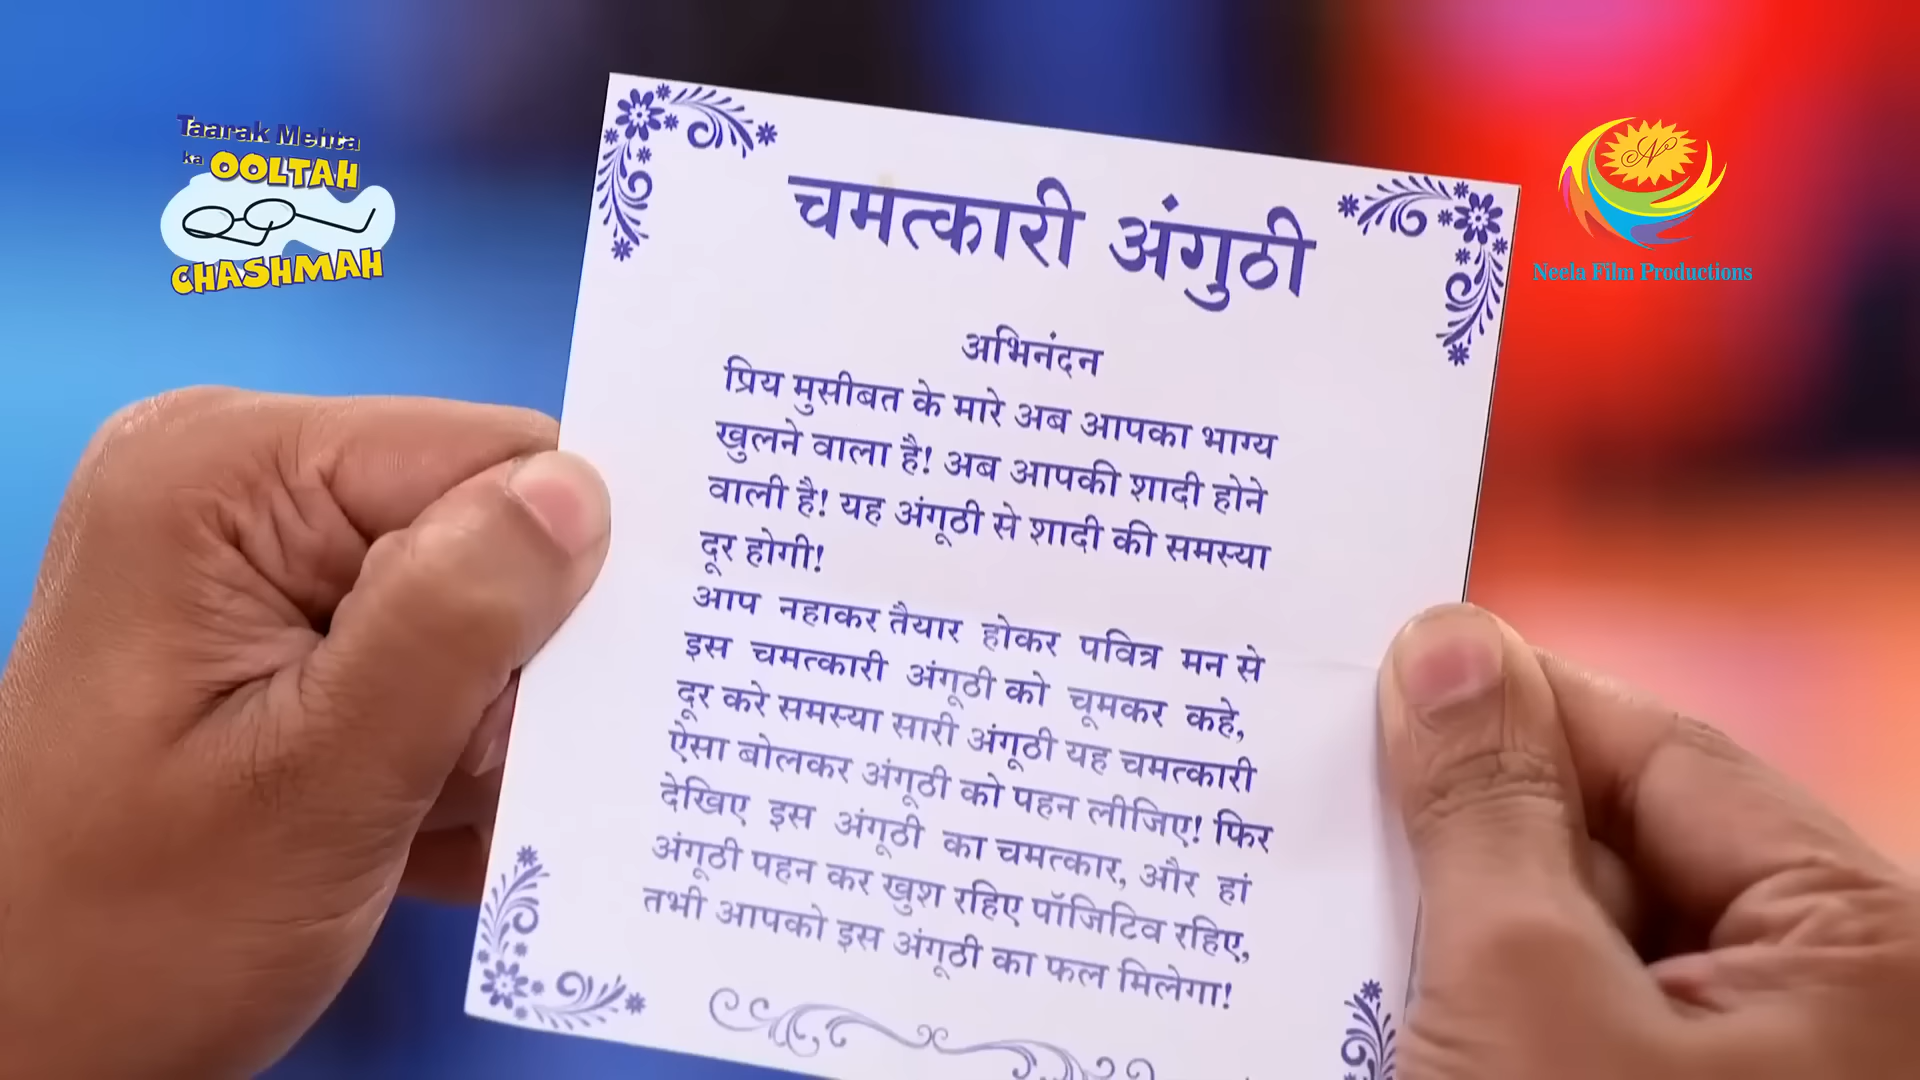 Taarak Mehta
ka OOLTAH
CHASHMAH
Neela Film Productions
चमत्कारी अंगुठी
अभिनंदन
प्रिय मुसीबत के मारे अब आपका भाग्य
खुलने वाला है! अब आपकी शादी होने
वाली है! यह अंगूठी से शादी की समस्या
दूर होगी!
आप नहाकर तैयार होकर पवित्र मन से
इस चमत्कारी अंगूठी को चूमकर कहे,
दूर करे समस्या सारी अंगूठी यह चमत्कारी
ऐसा बोलकर अंगूठी को पहन लीजिए! फिर
देखिए इस अंगूठी का चमत्कार, और हां
अंगूठी पहन कर खुश रहिए पॉजिटिव रहिए,
तभी आपको इस अंगूठी का फल मिलेगा!